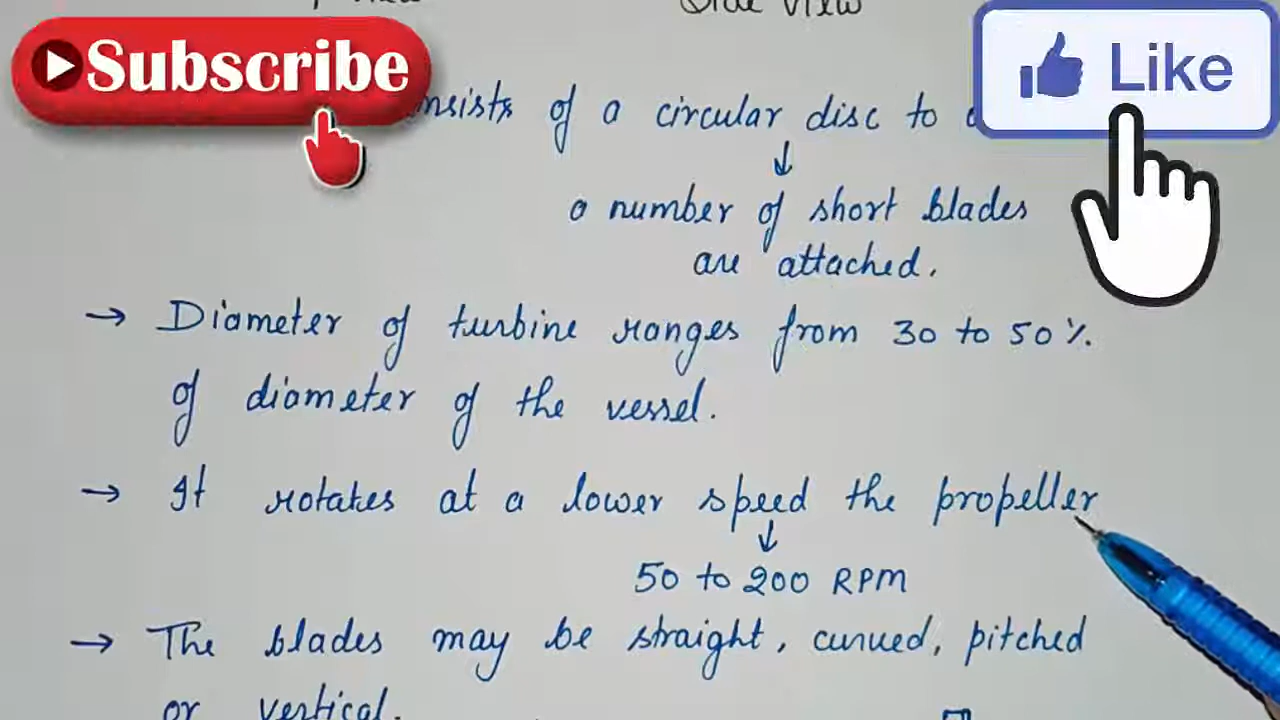 Side View
Subscribe
Like
of a circular disc to
↓
a number of short blades
are attached.
→ Diameter of turbine ranges from 30 to 50%.
of diameter of the vessel.
→ It rotates at a lower speed the propeller
↓
50 to 200 RPM
→ The blades may be straight, curved, pitched
or vertical.